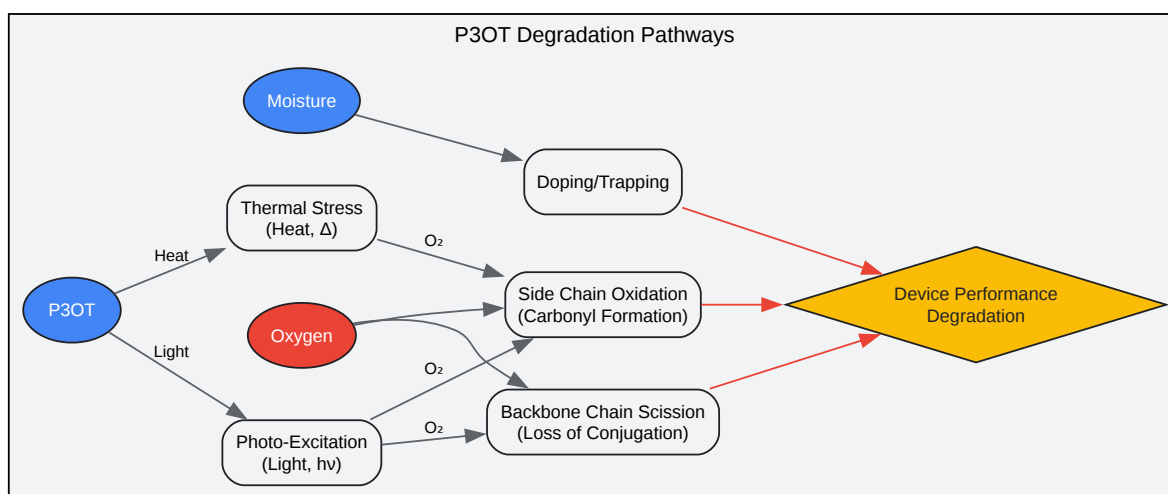 P3OT Degradation Pathways
Moisture
Doping/Trapping
Thermal Stress
(Heat, Δ)
O₂
Heat
Side Chain Oxidation
(Carbonyl Formation)
Device Performance
Degradation
P3OT
Oxygen
Light
O₂
Backbone Chain Scission
(Loss of Conjugation)
O₂
Photo-Excitation
(Light, hν)